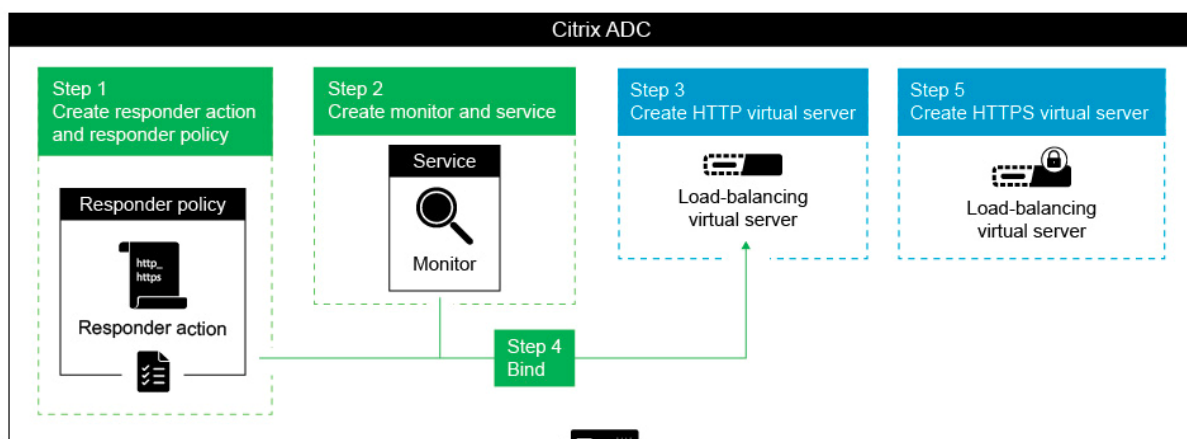 Citrix ADC
Step 1
Create responder action
and responder policy
Responder policy
http_
https
Responder action
Step 2
Create monitor and service
Service
Monitor
Step 3
Create HTTP virtual server
Load-balancing
virtual server
Step 5
Create HTTPS virtual server
Load-balancing
virtual server
Step 4
Bind